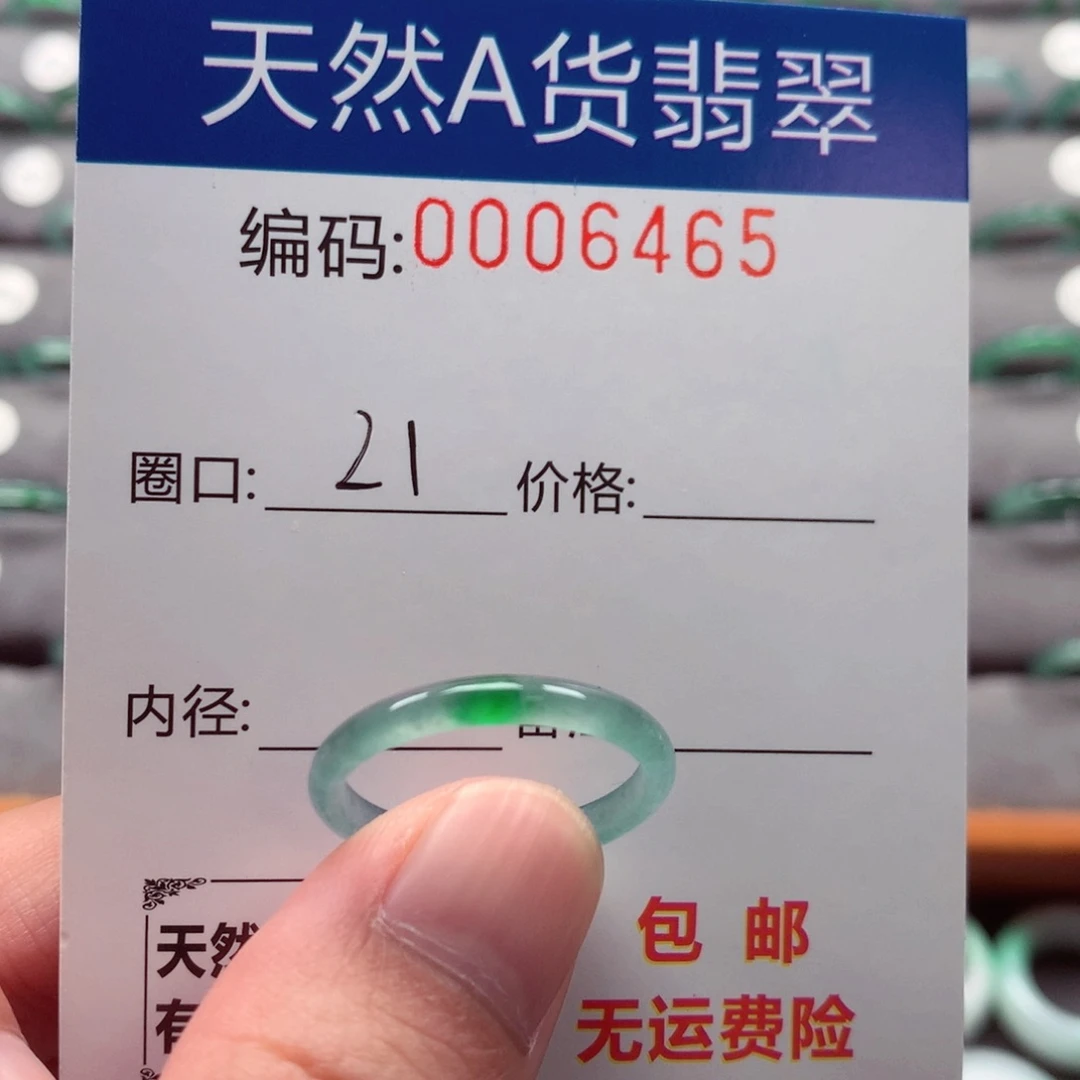 天然A货翡翠
编码:0006465
圈口: 21 价格:
内径:
天然
有
包邮
无运费险